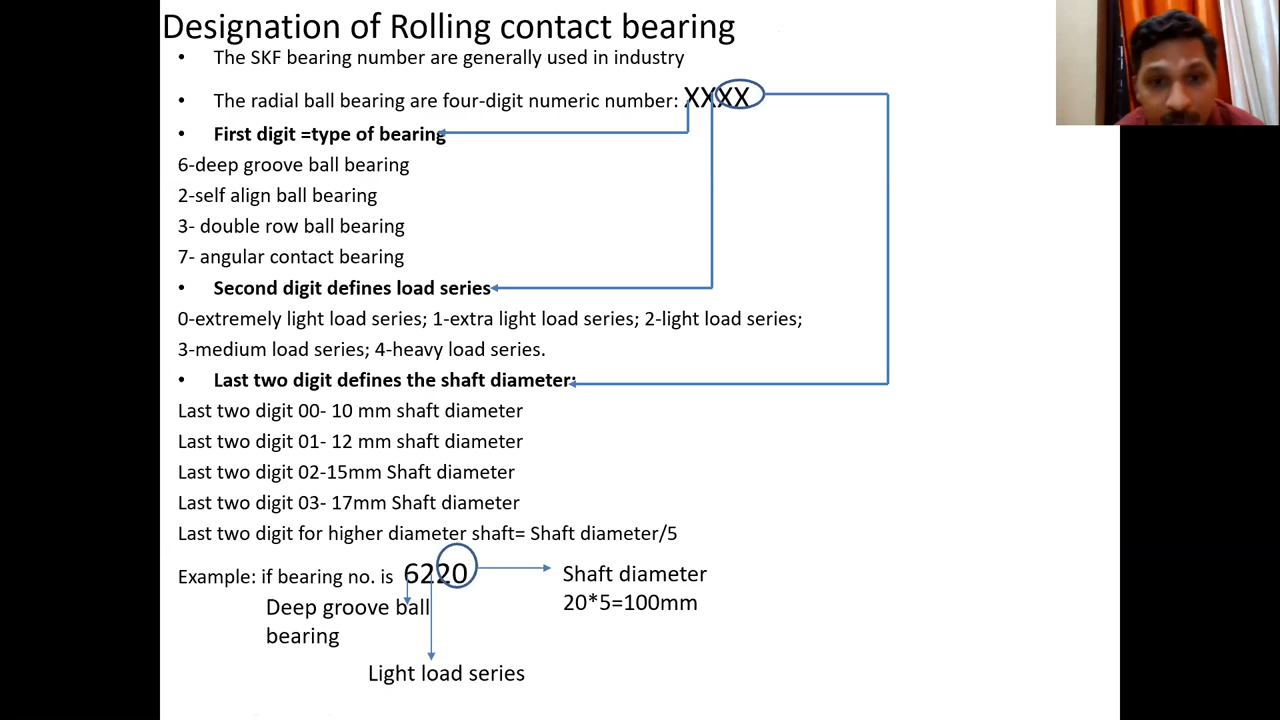 Designation of Rolling contact bearing
• The SKF bearing number are generally used in industry
• The radial ball bearing are four-digit numeric number: XXXX
• First digit =type of bearing
6-deep groove ball bearing
2-self align ball bearing
3- double row ball bearing
7- angular contact bearing
• Second digit defines load series
0-extremely light load series; 1-extra light load series; 2-light load series;
3-medium load series; 4-heavy load series.
• Last two digit defines the shaft diameter:
Last two digit 00- 10 mm shaft diameter
Last two digit 01- 12 mm shaft diameter
Last two digit 02-15mm Shaft diameter
Last two digit 03- 17mm Shaft diameter
Last two digit for higher diameter shaft= Shaft diameter/5
Example: if bearing no. is 6220
Shaft diameter
20*5=100mm
Deep groove ball
bearing
Light load series